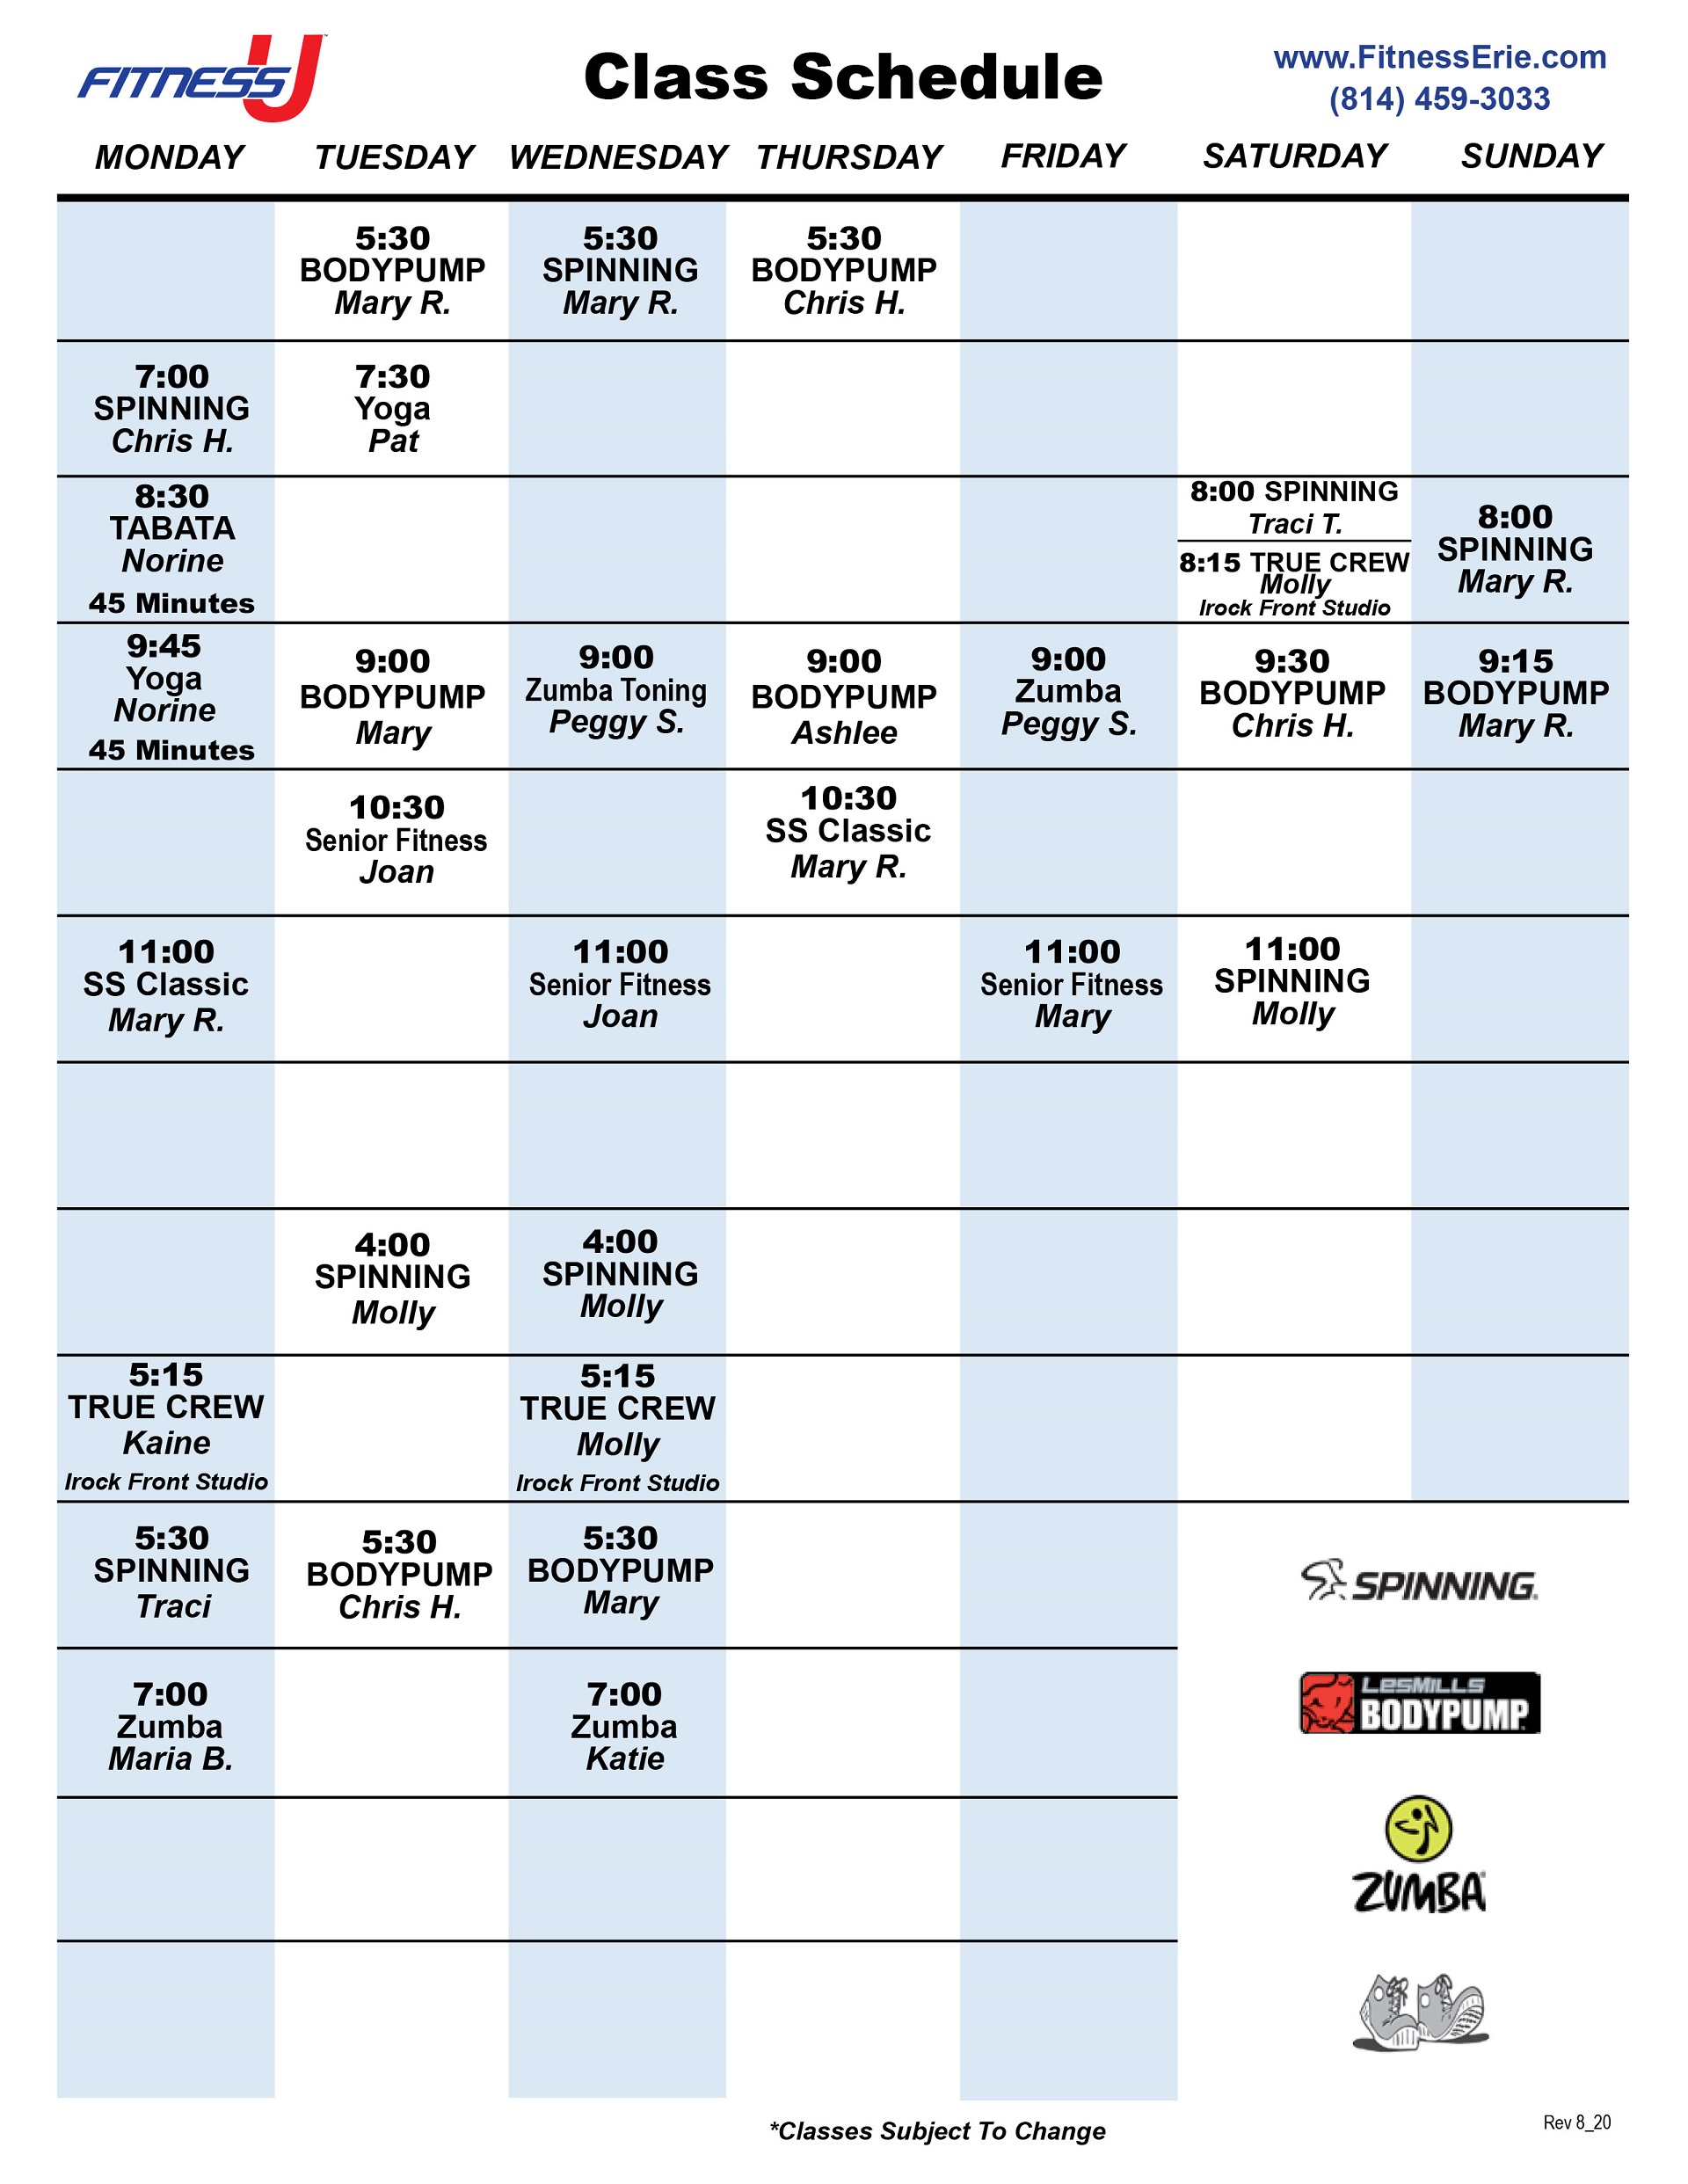 FITNESS U
Class Schedule
www.FitnessErie.com
(814) 459-3033
MONDAY TUESDAY WEDNESDAY THURSDAY FRIDAY SATURDAY SUNDAY
5:30
BODYPUMP
Mary R.
5:30
SPINNING
Mary R.
5:30
BODYPUMP
Chris H.
7:00
SPINNING
Chris H.
7:30
Yoga
Pat
8:30
TABATA
Norine
45 Minutes
8:00 SPINNING
Traci T.
8:15 TRUE CREW
Molly
Irock Front Studio
8:00
SPINNING
Mary R.
9:45
Yoga
Norine
45 Minutes
9:00
BODYPUMP
Mary
9:00
Zumba Toning
Peggy S.
9:00
BODYPUMP
Ashlee
9:00
Zumba
Peggy S.
9:30
BODYPUMP
Chris H.
9:15
BODYPUMP
Mary R.
10:30
Senior Fitness
Joan
10:30
SS Classic
Mary R.
11:00
SS Classic
Mary R.
11:00
Senior Fitness
Joan
11:00
Senior Fitness
Mary
11:00
SPINNING
Molly
4:00
SPINNING
Molly
4:00
SPINNING
Molly
5:15
TRUE CREW
Kaine
Irock Front Studio
5:15
TRUE CREW
Molly
Irock Front Studio
5:30
SPINNING
Traci
5:30
BODYPUMP
Chris H.
5:30
BODYPUMP
Mary
SPINNING
7:00
Zumba
Maria B.
7:00
Zumba
Katie
LESMILLS
BODYPUMP
ZUMBA
*Classes Subject To Change
Rev 8_20